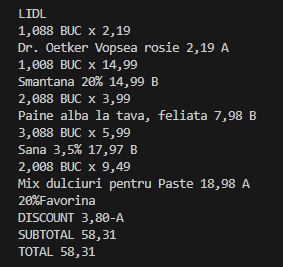 LIDL
1,088 BUC x 2,19
Dr. Oetker Vopsea rosie 2,19 A
1,008 BUC x 14,99
Smantana 20% 14,99 B
2,088 BUC x 3,99
Paine alba la tava, feliata 7,98 B
3,088 BUC x 5,99
Sana 3,5% 17,97 B
2,008 BUC x 9,49
Mix dulciuri pentru Paste 18,98 A
20%Favorina
DISCOUNT 3,80-A
SUBTOTAL 58,31
TOTAL 58,31